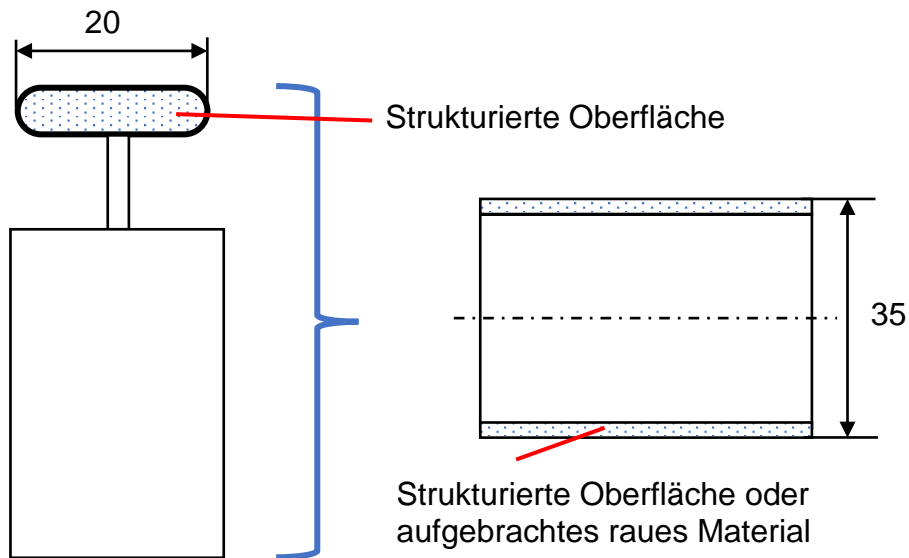 20
Strukturierte Oberfläche
35
Strukturierte Oberfläche oder
aufgebrachtes raues Material